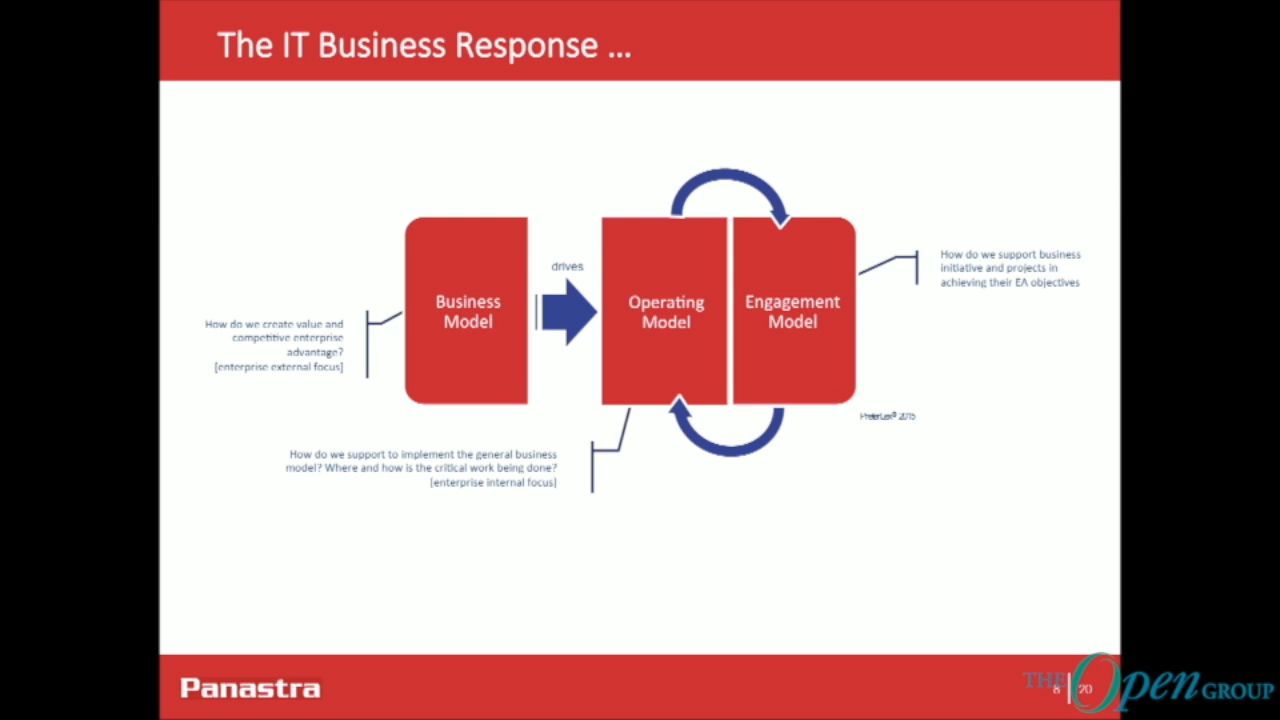 The IT Business Response ...
drives
How do we support business
initiative and projects in
achieving their EA objectives
Business
Model
Operating
Model
Engagement
Model
How do we create value and
competitive enterprise
advantage?
[enterprise external focus]
2015
How do we support to implement the general business
model? Where and how is the critical work being done?
[enterprise internal focus]
Panastra
8 20
THE Open GROUP